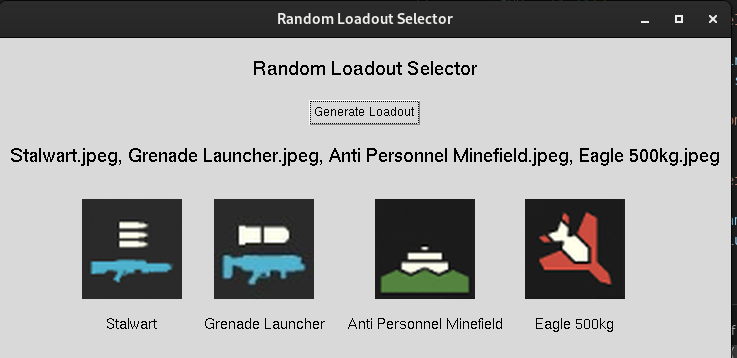 Random Loadout Selector
Random Loadout Selector
Generate Loadout
Stalwart.jpeg, Grenade Launcher.jpeg, Anti Personnel Minefield.jpeg, Eagle 500kg.jpeg
Stalwart Grenade Launcher Anti Personnel Minefield Eagle 500kg